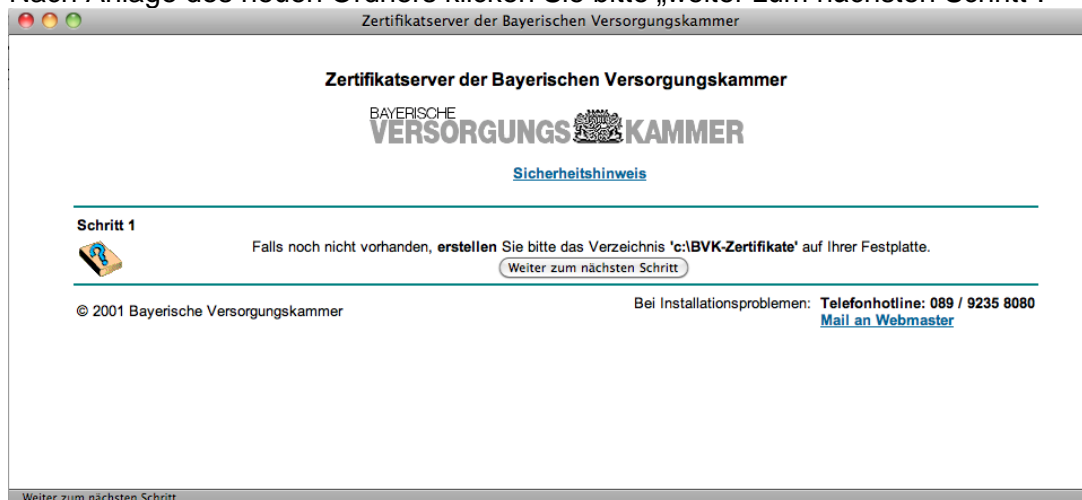 Nach Anlage des neuen Ordners klicken Sie bitte „weiter zum nächsten Schritt“.
Zertifikatserver der Bayerischen Versorgungskammer
Zertifikatserver der Bayerischen Versorgungskammer
BAYERISCHE
VERSORGUNGSKAMMER
Sicherheitshinweis
Schritt 1
Falls noch nicht vorhanden, erstellen Sie bitte das Verzeichnis 'c:\BVK-Zertifikate' auf Ihrer Festplatte.
Weiter zum nächsten Schritt
© 2001 Bayerische Versorgungskammer
Bei Installationsproblemen: Telefonhotline: 089 / 9235 8080
Mail an Webmaster
Weiter zum nächsten Schritt